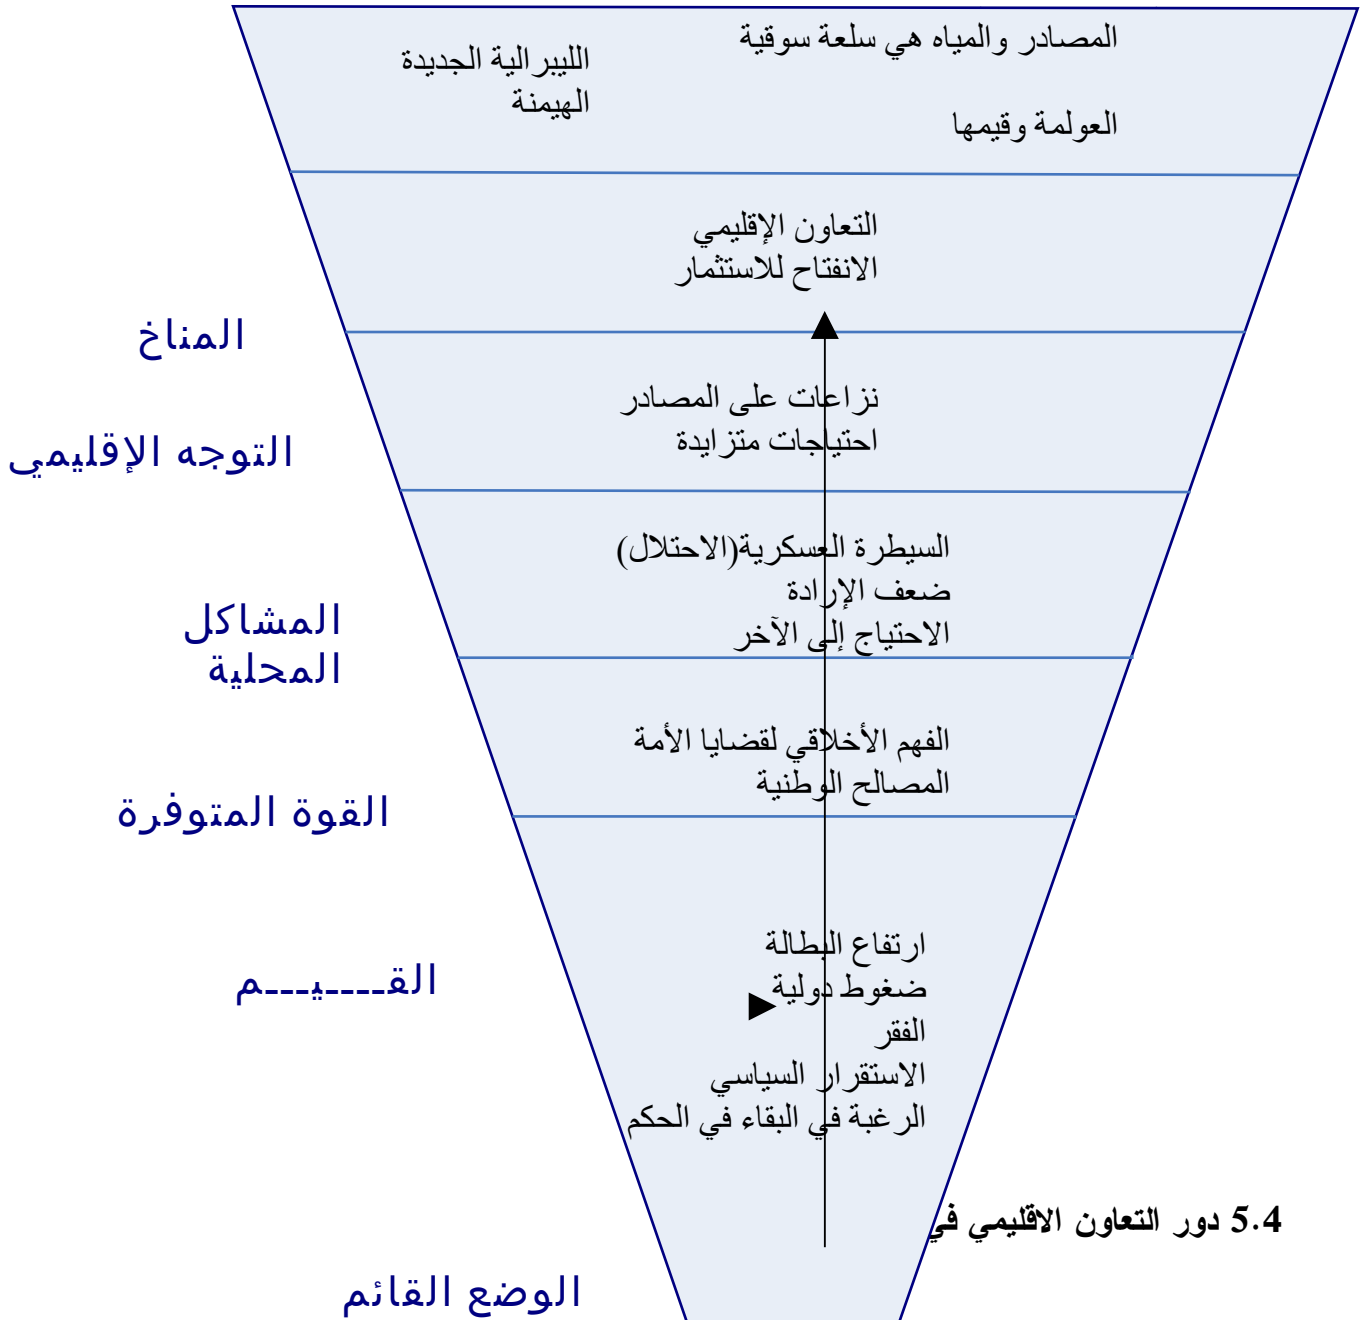 المصادر والمياه هي سلعة سوقية
الليبرالية الجديدة
الهيمنة
العولمة وقيمها
التعاون الإقليمي
الانفتاح للاستثمار
المناخ
نزاعات على المصادر
احتياجات متزايدة
التوجه الإقليمي
السيطرة العسكرية(الاحتلال)
ضعف الإرادة
الاحتياج إلى الآخر
المشاكل
المحلية
الفهم الأخلاقي لقضايا الأمة
المصالح الوطنية
القوة المتوفرة
ارتفاع البطالة
ضغوط دولية
الفقر
الاستقرار السياسي
الرغبة في البقاء في الحكم
القــــيـــم
5.4 دور التعاون الاقليمي في
الوضع القائم